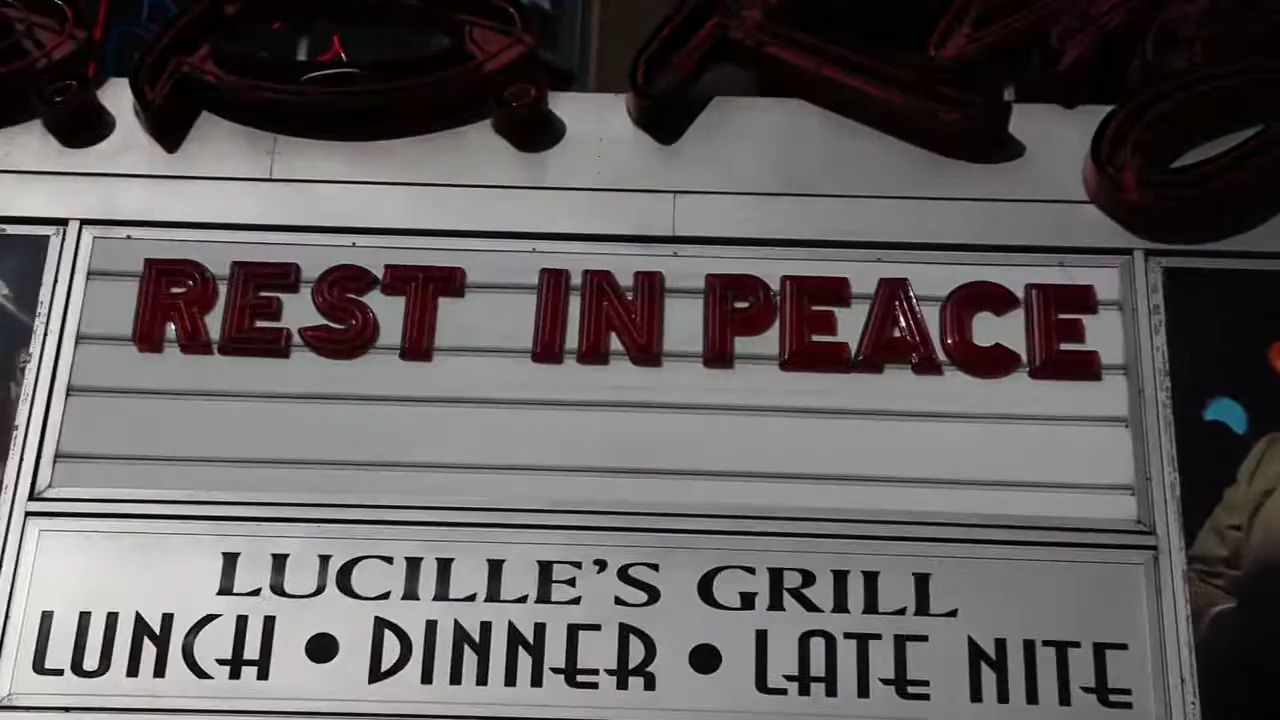 REST IN PEACE
LUCILLE'S GRILL
LUNCH • DINNER • LATE NITE